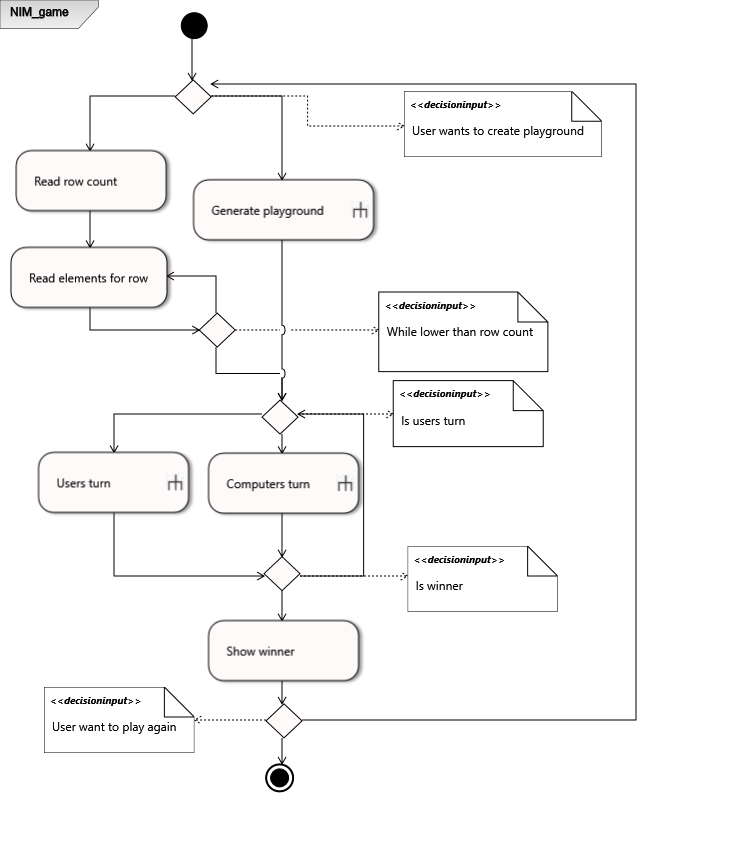 NIM_game
<<decisioninput>>
User wants to create playground
Read row count
Generate playground
Read elements for row
<<decisioninput>>
While lower than row count
<<decisioninput>>
Is users turn
Users turn
Computers turn
<<decisioninput>>
Is winner
Show winner
<<decisioninput>>
User want to play again